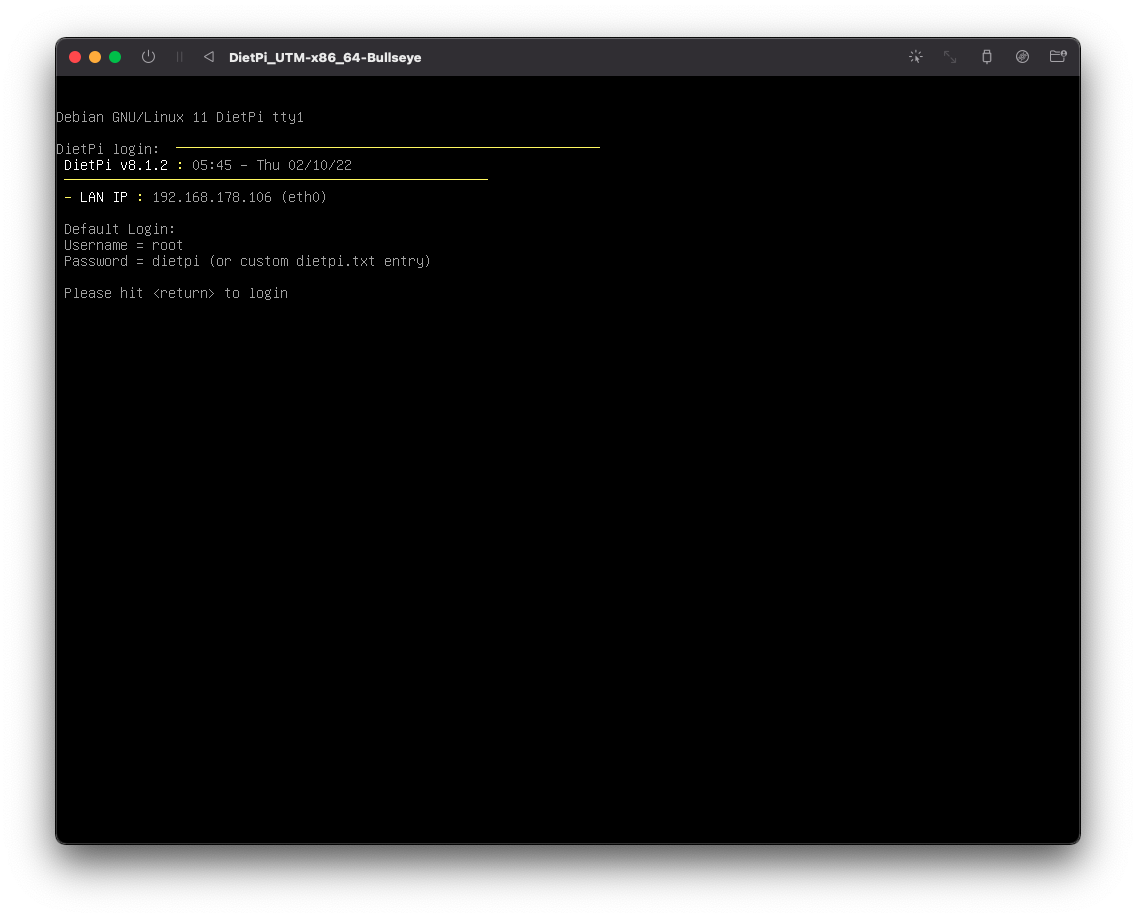 DietPi_UTM-x86_64-Bullseye
Debian GNU/Linux 11 DietPi tty1
DietPi login:
DietPi v8.1.2 : 05:45 - Thu 02/10/22
- LAN IP : 192.168.178.106 (eth0)
Default Login:
Username = root
Password = dietpi (or custom dietpi.txt entry)
Please hit <return> to login